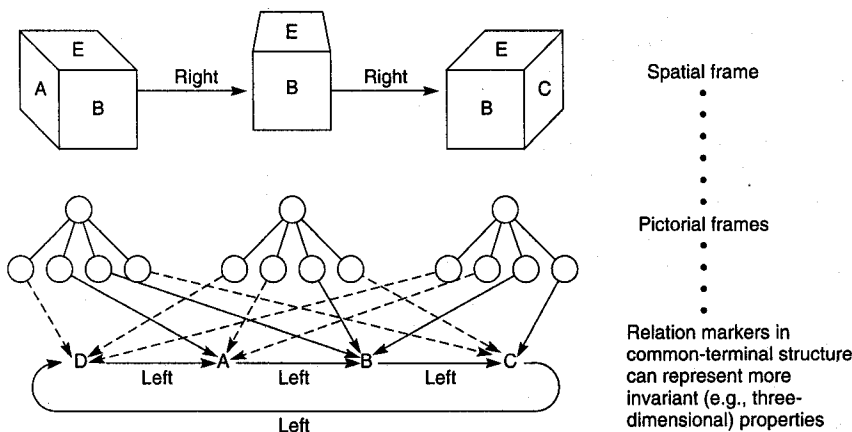 E
A
B
Right
E
B
Right
E
B
C
Spatial frame
Pictorial frames
D
A
B
C
Left
Left
Left
Left
Relation markers in
common-terminal structure
can represent more
invariant (e.g., three-
dimensional) properties